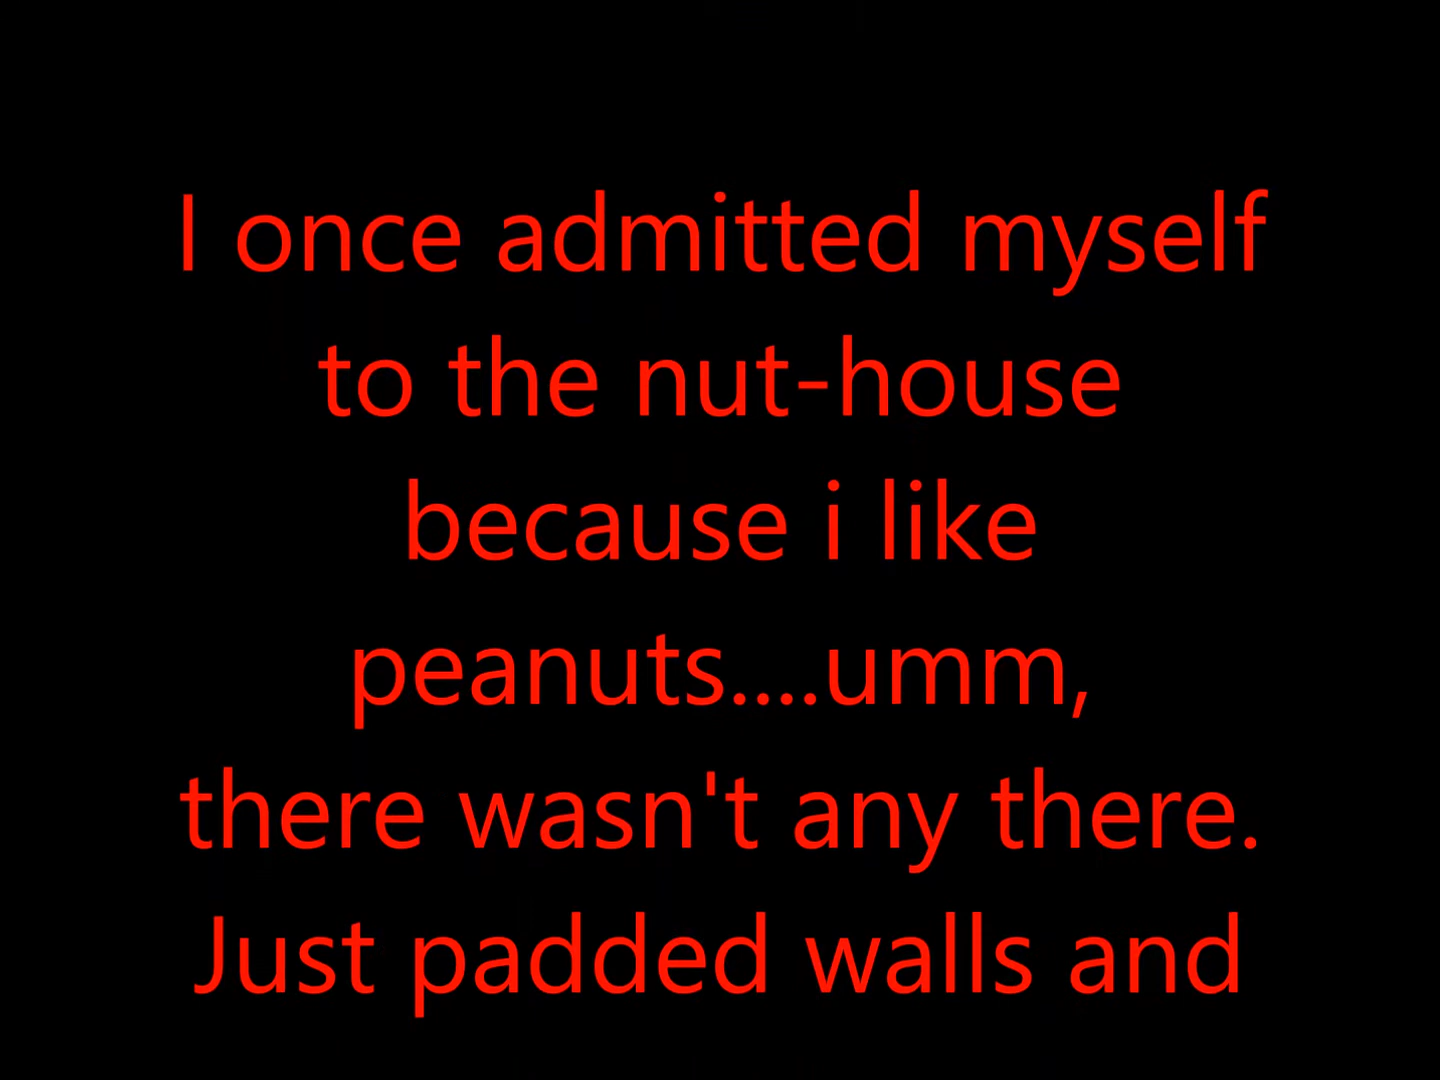 I once admitted myself
to the nut-house
because i like
peanuts....umm,
there wasn't any there.
Just padded walls and